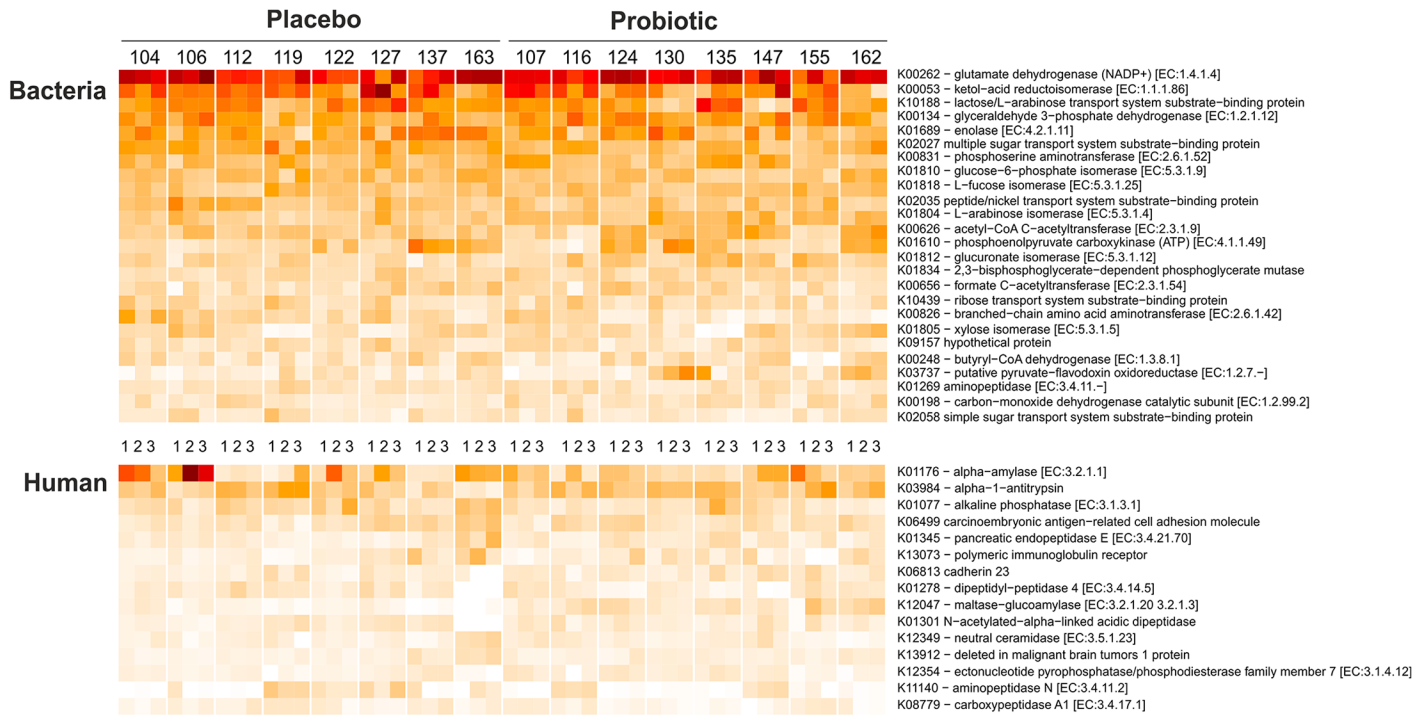 Placebo Probiotic
104 106 112 119 122 127 137 163 107 116 124 130 135 147 155 162
Bacteria
K00262 − glutamate dehydrogenase (NADP+) [EC:1.4.1.4]
K00053 − ketol−acid reductoisomerase [EC:1.1.1.86]
K10188 − lactose/L−arabinose transport system substrate−binding protein
K00134 − glyceraldehyde 3−phosphate dehydrogenase [EC:1.2.1.12]
K01689 − enolase [EC:4.2.1.11]
K02027 multiple sugar transport system substrate−binding protein
K00831 − phosphoserine aminotransferase [EC:2.6.1.52]
K01810 − glucose−6−phosphate isomerase [EC:5.3.1.9]
K01818 − L−fucose isomerase [EC:5.3.1.25]
K02035 peptide/nickel transport system substrate−binding protein
K01804 − L−arabinose isomerase [EC:5.3.1.4]
K00626 − acetyl−CoA C−acetyltransferase [EC:2.3.1.9]
K01610 − phosphoenolpyruvate carboxykinase (ATP) [EC:4.1.1.49]
K01812 − glucuronate isomerase [EC:5.3.1.12]
K01834 − 2,3−bisphosphoglycerate−dependent phosphoglycerate mutase
K00656 − formate C−acetyltransferase [EC:2.3.1.54]
K10439 − ribose transport system substrate−binding protein
K00826 − branched−chain amino acid aminotransferase [EC:2.6.1.42]
K01805 − xylose isomerase [EC:5.3.1.5]
K09157 hypothetical protein
K00248 − butyryl−CoA dehydrogenase [EC:1.3.8.1]
K03737 − putative pyruvate−flavodoxin oxidoreductase [EC:1.2.7.−]
K01269 aminopeptidase [EC:3.4.11.−]
K00198 − carbon−monoxide dehydrogenase catalytic subunit [EC:1.2.99.2]
K02058 simple sugar transport system substrate−binding protein
1 2 3 1 2 3 1 2 3 1 2 3 1 2 3 1 2 3 1 2 3 1 2 3 1 2 3 1 2 3 1 2 3 1 2 3 1 2 3 1 2 3 1 2 3 1 2 3
Human
K01176 − alpha−amylase [EC:3.2.1.1]
K03984 − alpha−1−antitrypsin
K01077 − alkaline phosphatase [EC:3.1.3.1]
K06499 carcinoembryonic antigen−related cell adhesion molecule
K01345 − pancreatic endopeptidase E [EC:3.4.21.70]
K13073 − polymeric immunoglobulin receptor
K06813 cadherin 23
K01278 − dipeptidyl−peptidase 4 [EC:3.4.14.5]
K12047 − maltase−glucoamylase [EC:3.2.1.20 3.2.1.3]
K01301 N−acetylated−alpha−linked acidic dipeptidase
K12349 − neutral ceramidase [EC:3.5.1.23]
K13912 − deleted in malignant brain tumors 1 protein
K12354 − ectonucleotide pyrophosphatase/phosphodiesterase family member 7 [EC:3.1.4.12]
K11140 − aminopeptidase N [EC:3.4.11.2]
K08779 − carboxypeptidase A1 [EC:3.4.17.1]